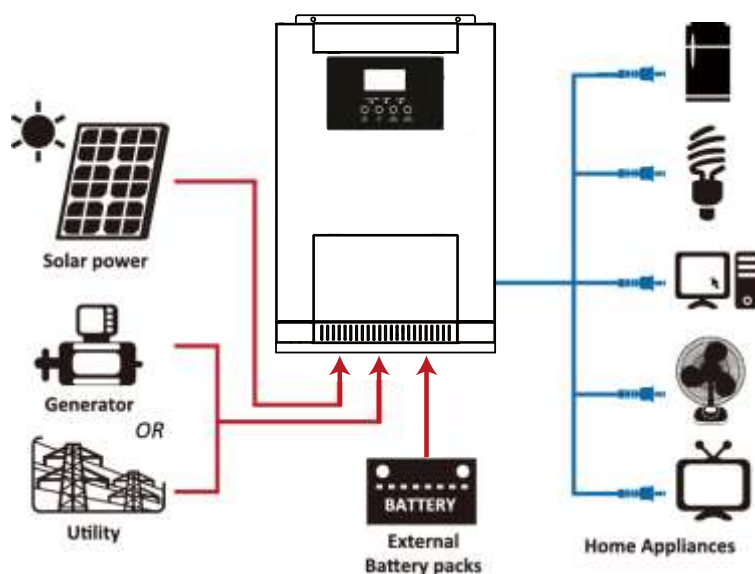 Solar power
Generator
OR
Utility
BATTERY
External
Battery packs
Home Appliances